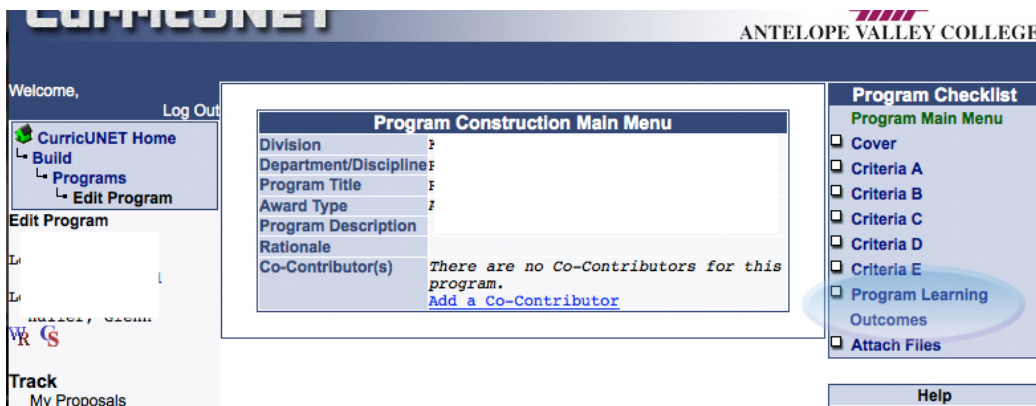 CurricUNET
ANTELOPE VALLEY COLLEGE
Welcome,
Log Out
CurricUNET Home
Build
Programs
Edit Program
Edit Program
Track
My Proposals
Program Construction Main Menu
Division
Department/Discipline
Program Title
Award Type
Program Description
Rationale
Co-Contributor(s)
There are no Co-Contributors for this
program.
Add a Co-Contributor
Program Checklist
Program Main Menu
Cover
Criteria A
Criteria B
Criteria C
Criteria D
Criteria E
Program Learning
Outcomes
Attach Files
Help